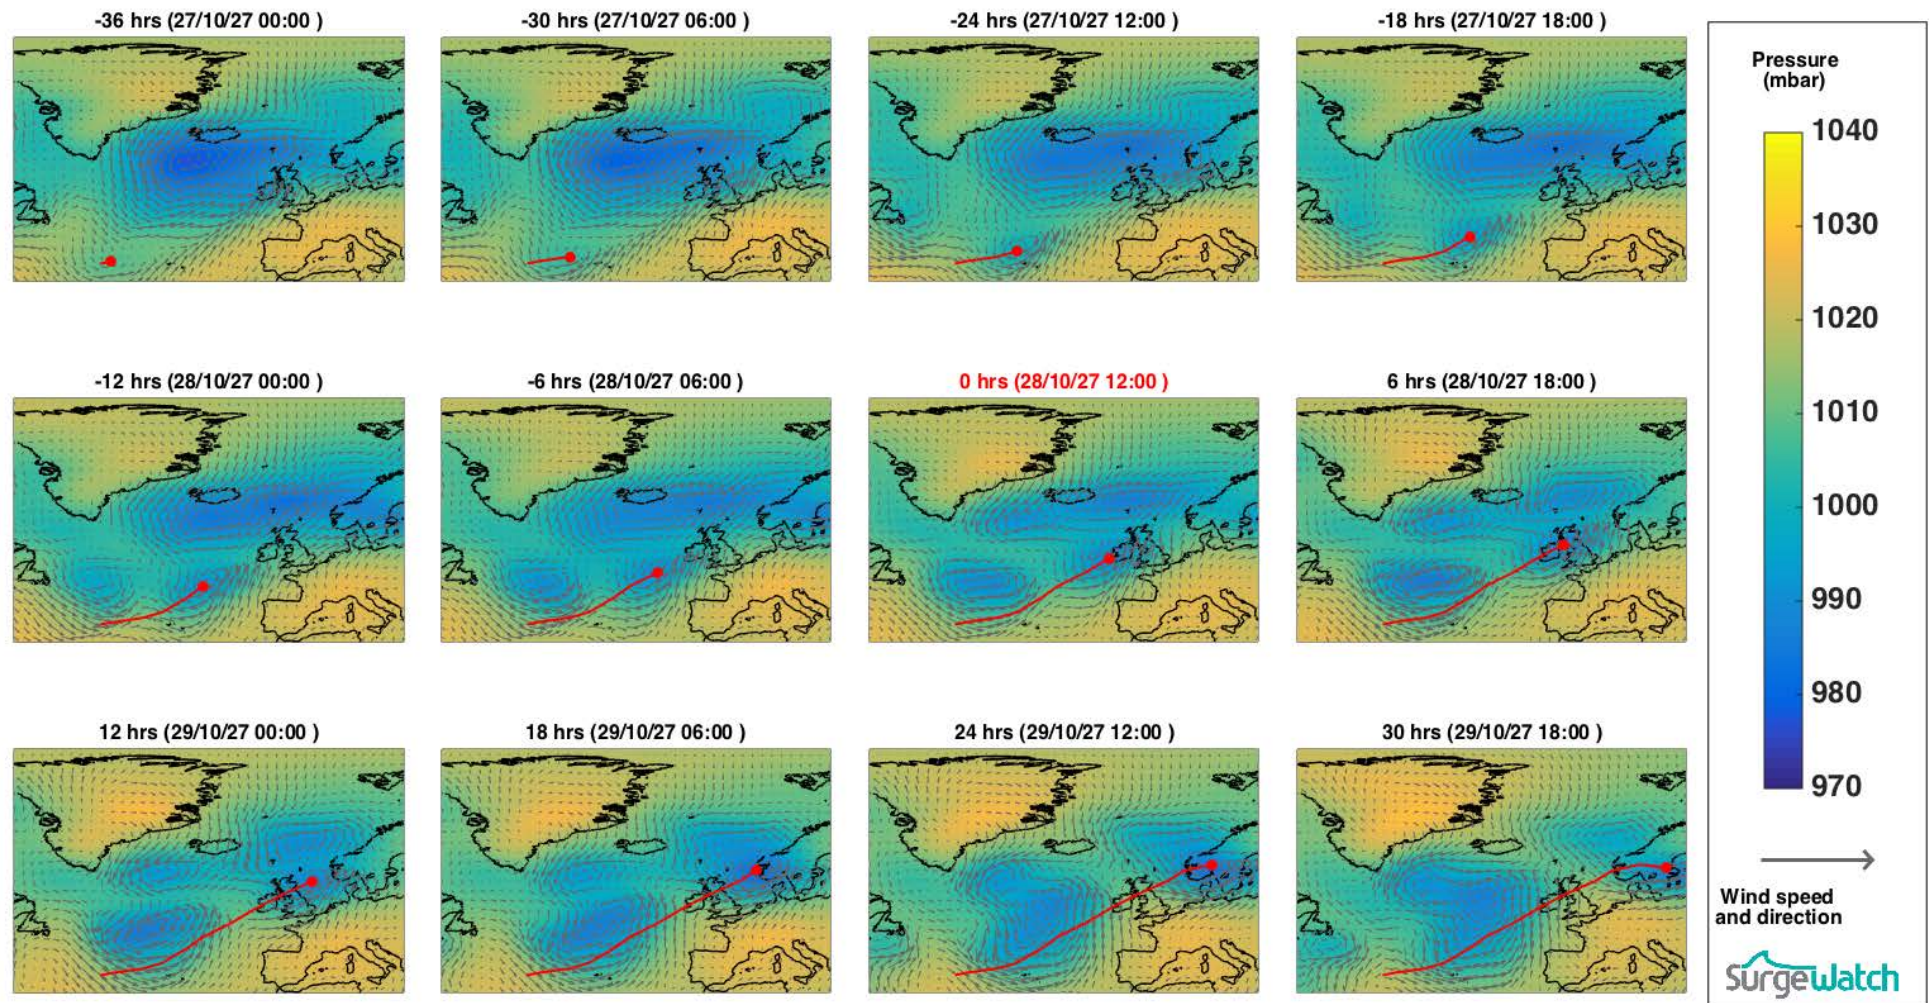 -36 hrs (27/10/27 00:00 )
-30 hrs (27/10/27 06:00 )
-24 hrs (27/10/27 12:00 )
-18 hrs (27/10/27 18:00 )
-12 hrs (28/10/27 00:00 )
-6 hrs (28/10/27 06:00 )
0 hrs (28/10/27 12:00 )
6 hrs (28/10/27 18:00 )
12 hrs (29/10/27 00:00 )
18 hrs (29/10/27 06:00 )
24 hrs (29/10/27 12:00 )
30 hrs (29/10/27 18:00 )
Pressure
(mbar)
1040
1030
1020
1010
1000
990
980
970
Wind speed
and direction
Surgewatch